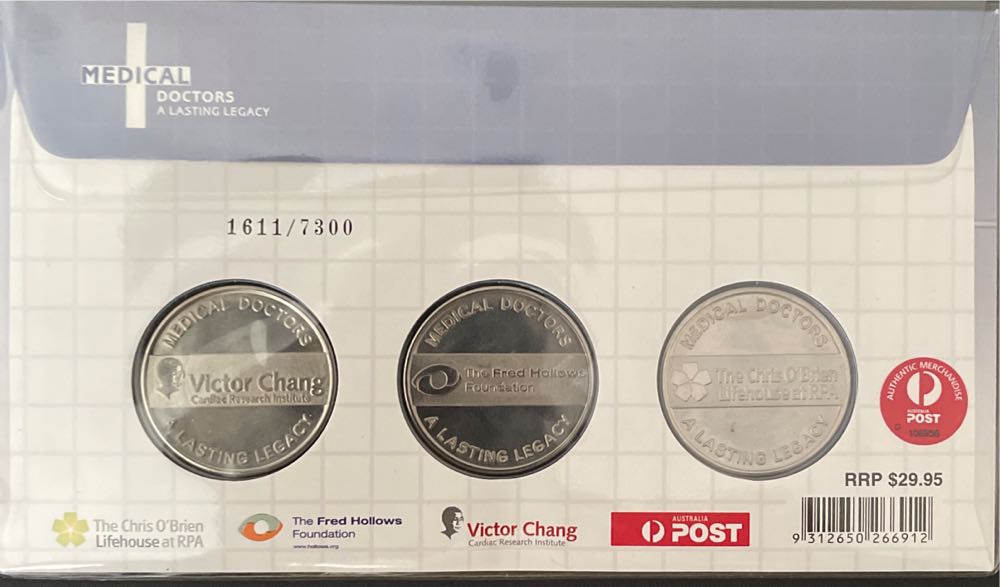 MEDICAL
DOCTORS
A LASTING LEGACY
1611/7300
MEDICAL DOCTORS
Victor Chang
Cardiac Research Institute
A LASTING LEGACY
MEDICAL DOCTORS
The Fred Hollows
Foundation
A LASTING LEGACY
MEDICAL DOCTORS
The Chris O'Brien
Lifehouse at RPA
A LASTING LEGACY
AUTHENTIC MERCHANDISE
AUSTRALIA
POST
RRP $29.95
The Chris O'Brien
Lifehouse at RPA
The Fred Hollows
Foundation
www.hollows.org
Victor Chang
Cardiac Research Institute
AUSTRALIA
POST
9 312650 266912